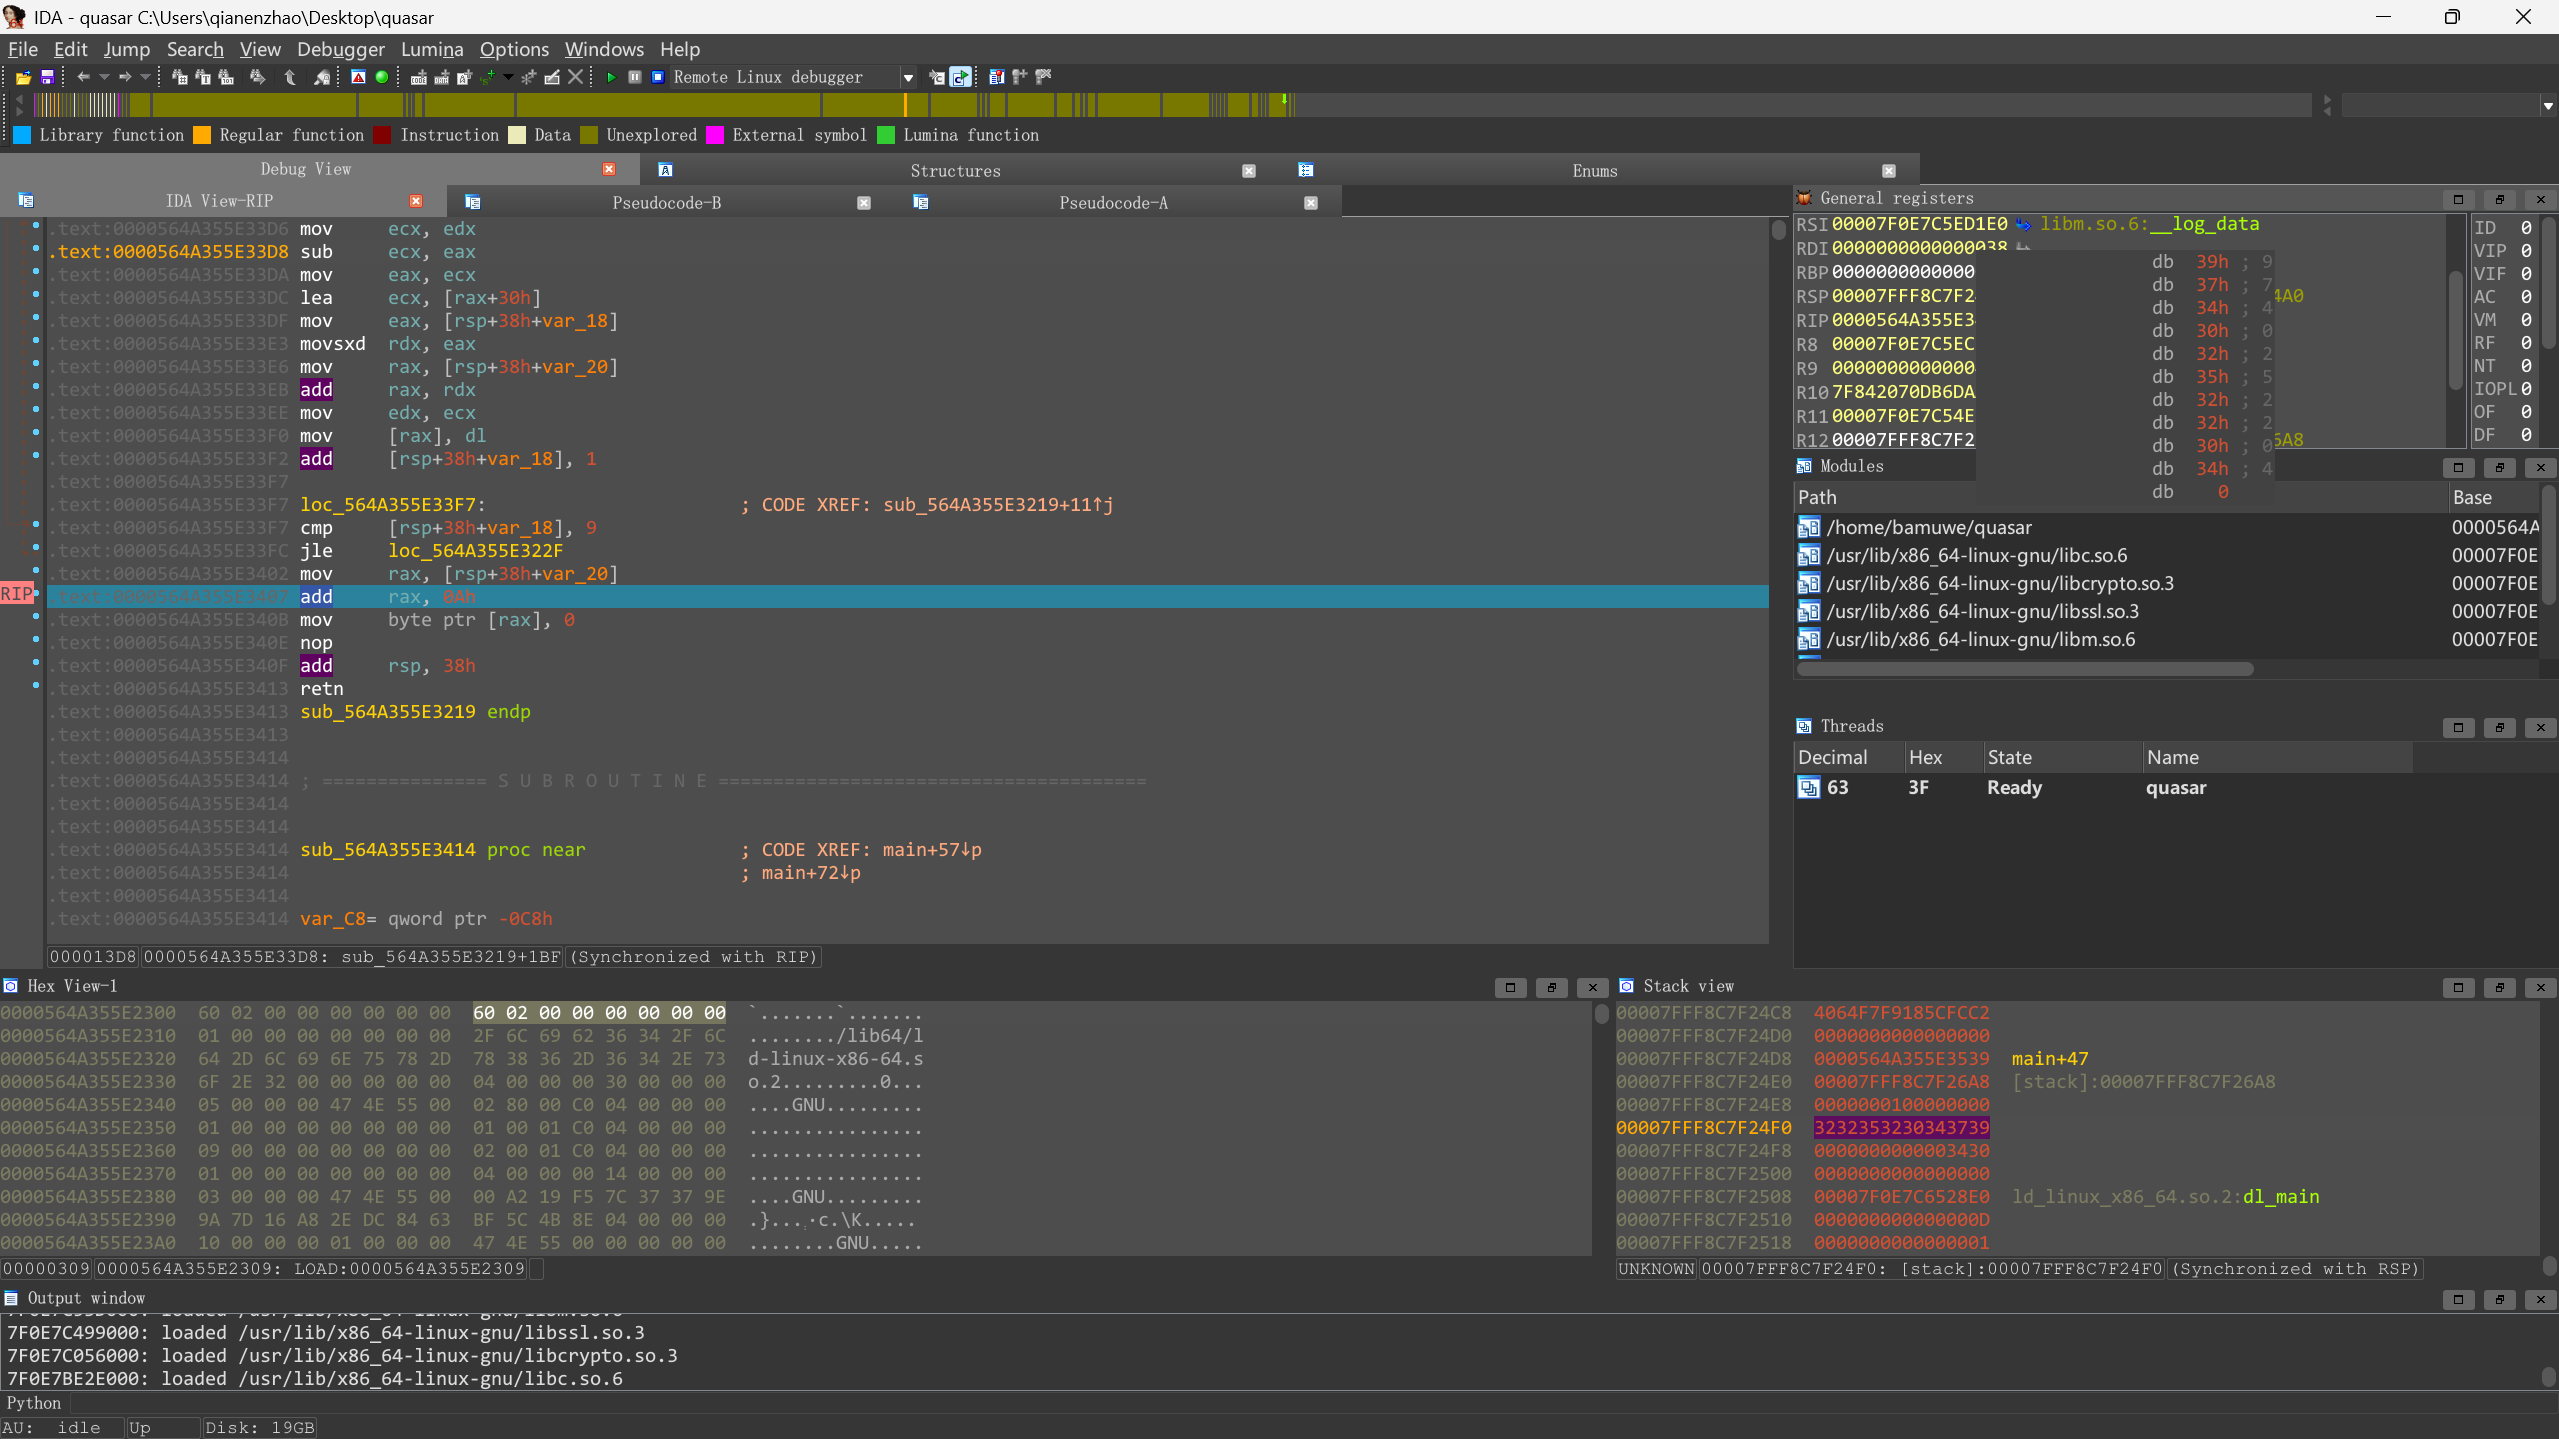 IDA - quasar C:\Users\qianenzhao\Desktop\quasar
File Edit Jump Search View Debugger Lumina Options Windows Help
Remote Linux debugger
Library function Regular function Instruction Data Unexplored External symbol Lumina function
Debug View Structures Enums
IDA View-RIP Pseudocode-B Pseudocode-A
.text:0000564A355E33D6 mov ecx, edx
.text:0000564A355E33D8 sub ecx, eax
.text:0000564A355E33DA mov eax, ecx
.text:0000564A355E33DC lea ecx, [rax+30h]
.text:0000564A355E33DF mov eax, [rsp+38h+var_18]
.text:0000564A355E33E3 movsxd rdx, eax
.text:0000564A355E33E6 mov rax, [rsp+38h+var_20]
.text:0000564A355E33EB add rax, rdx
.text:0000564A355E33EE mov edx, ecx
.text:0000564A355E33F0 mov [rax], dl
.text:0000564A355E33F2 add [rsp+38h+var_18], 1
.text:0000564A355E33F7
.text:0000564A355E33F7 loc_564A355E33F7: ; CODE XREF: sub_564A355E3219+11↑j
.text:0000564A355E33F7 cmp [rsp+38h+var_18], 9
.text:0000564A355E33FC jle loc_564A355E322F
.text:0000564A355E3402 mov rax, [rsp+38h+var_20]
RIP .text:0000564A355E3407 add rax, 0Ah
.text:0000564A355E340B mov byte ptr [rax], 0
.text:0000564A355E340E nop
.text:0000564A355E340F add rsp, 38h
.text:0000564A355E3413 retn
.text:0000564A355E3413 sub_564A355E3219 endp
.text:0000564A355E3413
.text:0000564A355E3414
.text:0000564A355E3414 ; =============== S U B R O U T I N E =======================================
.text:0000564A355E3414
.text:0000564A355E3414
.text:0000564A355E3414 sub_564A355E3414 proc near ; CODE XREF: main+57↓p
.text:0000564A355E3414 ; main+72↓p
.text:0000564A355E3414
.text:0000564A355E3414 var_C8= qword ptr -0C8h
000013D8 0000564A355E33D8: sub_564A355E3219+1BF (Synchronized with RIP)
General registers
RSI 00007F0E7C5ED1E0 libm.so.6:__log_data
RDI 0000000000000038
RBP 0000000000000
RSP 00007FFF8C7F2 4A0
RIP 0000564A355E3
R8 00007F0E7C5EC
R9 0000000000000
R10 7F842070DB6DA
R11 00007F0E7C54E
R12 00007FFF8C7F2 6A8
db 39h ; 9
db 37h ; 7
db 34h ; 4
db 30h ; 0
db 32h ; 2
db 35h ; 5
db 32h ; 2
db 32h ; 2
db 30h ; 0
db 34h ; 4
db 0
ID 0
VIP 0
VIF 0
AC 0
VM 0
RF 0
NT 0
IOPL 0
OF 0
DF 0
Modules
Path Base
/home/bamuwe/quasar 0000564A
/usr/lib/x86_64-linux-gnu/libc.so.6 00007F0E
/usr/lib/x86_64-linux-gnu/libcrypto.so.3 00007F0E
/usr/lib/x86_64-linux-gnu/libssl.so.3 00007F0E
/usr/lib/x86_64-linux-gnu/libm.so.6 00007F0E
Threads
Decimal Hex State Name
63 3F Ready quasar
Hex View-1
0000564A355E2300 60 02 00 00 00 00 00 00 60 02 00 00 00 00 00 00 `.......`.......
0000564A355E2310 01 00 00 00 00 00 00 00 2F 6C 69 62 36 34 2F 6C ......../lib64/l
0000564A355E2320 64 2D 6C 69 6E 75 78 2D 78 38 36 2D 36 34 2E 73 d-linux-x86-64.s
0000564A355E2330 6F 2E 32 00 00 00 00 00 04 00 00 00 30 00 00 00 o.2.........0...
0000564A355E2340 05 00 00 00 47 4E 55 00 02 80 00 C0 04 00 00 00 ....GNU.........
0000564A355E2350 01 00 00 00 00 00 00 00 01 00 01 C0 04 00 00 00 ................
0000564A355E2360 09 00 00 00 00 00 00 00 02 00 01 C0 04 00 00 00 ................
0000564A355E2370 01 00 00 00 00 00 00 00 04 00 00 00 14 00 00 00 ................
0000564A355E2380 03 00 00 00 47 4E 55 00 00 A2 19 F5 7C 37 37 9E ....GNU.........
0000564A355E2390 9A 7D 16 A8 2E DC 84 63 BF 5C 4B 8E 04 00 00 00 .}....·c.\K.....
0000564A355E23A0 10 00 00 00 01 00 00 00 47 4E 55 00 00 00 00 00 ........GNU.....
00000309 0000564A355E2309: LOAD:0000564A355E2309
Stack view
00007FFF8C7F24C8 4064F7F9185CFCC2
00007FFF8C7F24D0 0000000000000000
00007FFF8C7F24D8 0000564A355E3539 main+47
00007FFF8C7F24E0 00007FFF8C7F26A8 [stack]:00007FFF8C7F26A8
00007FFF8C7F24E8 0000000100000000
00007FFF8C7F24F0 3232353230343739
00007FFF8C7F24F8 0000000000003430
00007FFF8C7F2500 0000000000000000
00007FFF8C7F2508 00007F0E7C6528E0 ld_linux_x86_64.so.2:dl_main
00007FFF8C7F2510 000000000000000D
00007FFF8C7F2518 0000000000000001
UNKNOWN 00007FFF8C7F24F0: [stack]:00007FFF8C7F24F0 (Synchronized with RSP)
Output window
7F0E7C499000: loaded /usr/lib/x86_64-linux-gnu/libssl.so.3
7F0E7C056000: loaded /usr/lib/x86_64-linux-gnu/libcrypto.so.3
7F0E7BE2E000: loaded /usr/lib/x86_64-linux-gnu/libc.so.6
Python
AU: idle Up Disk: 19GB